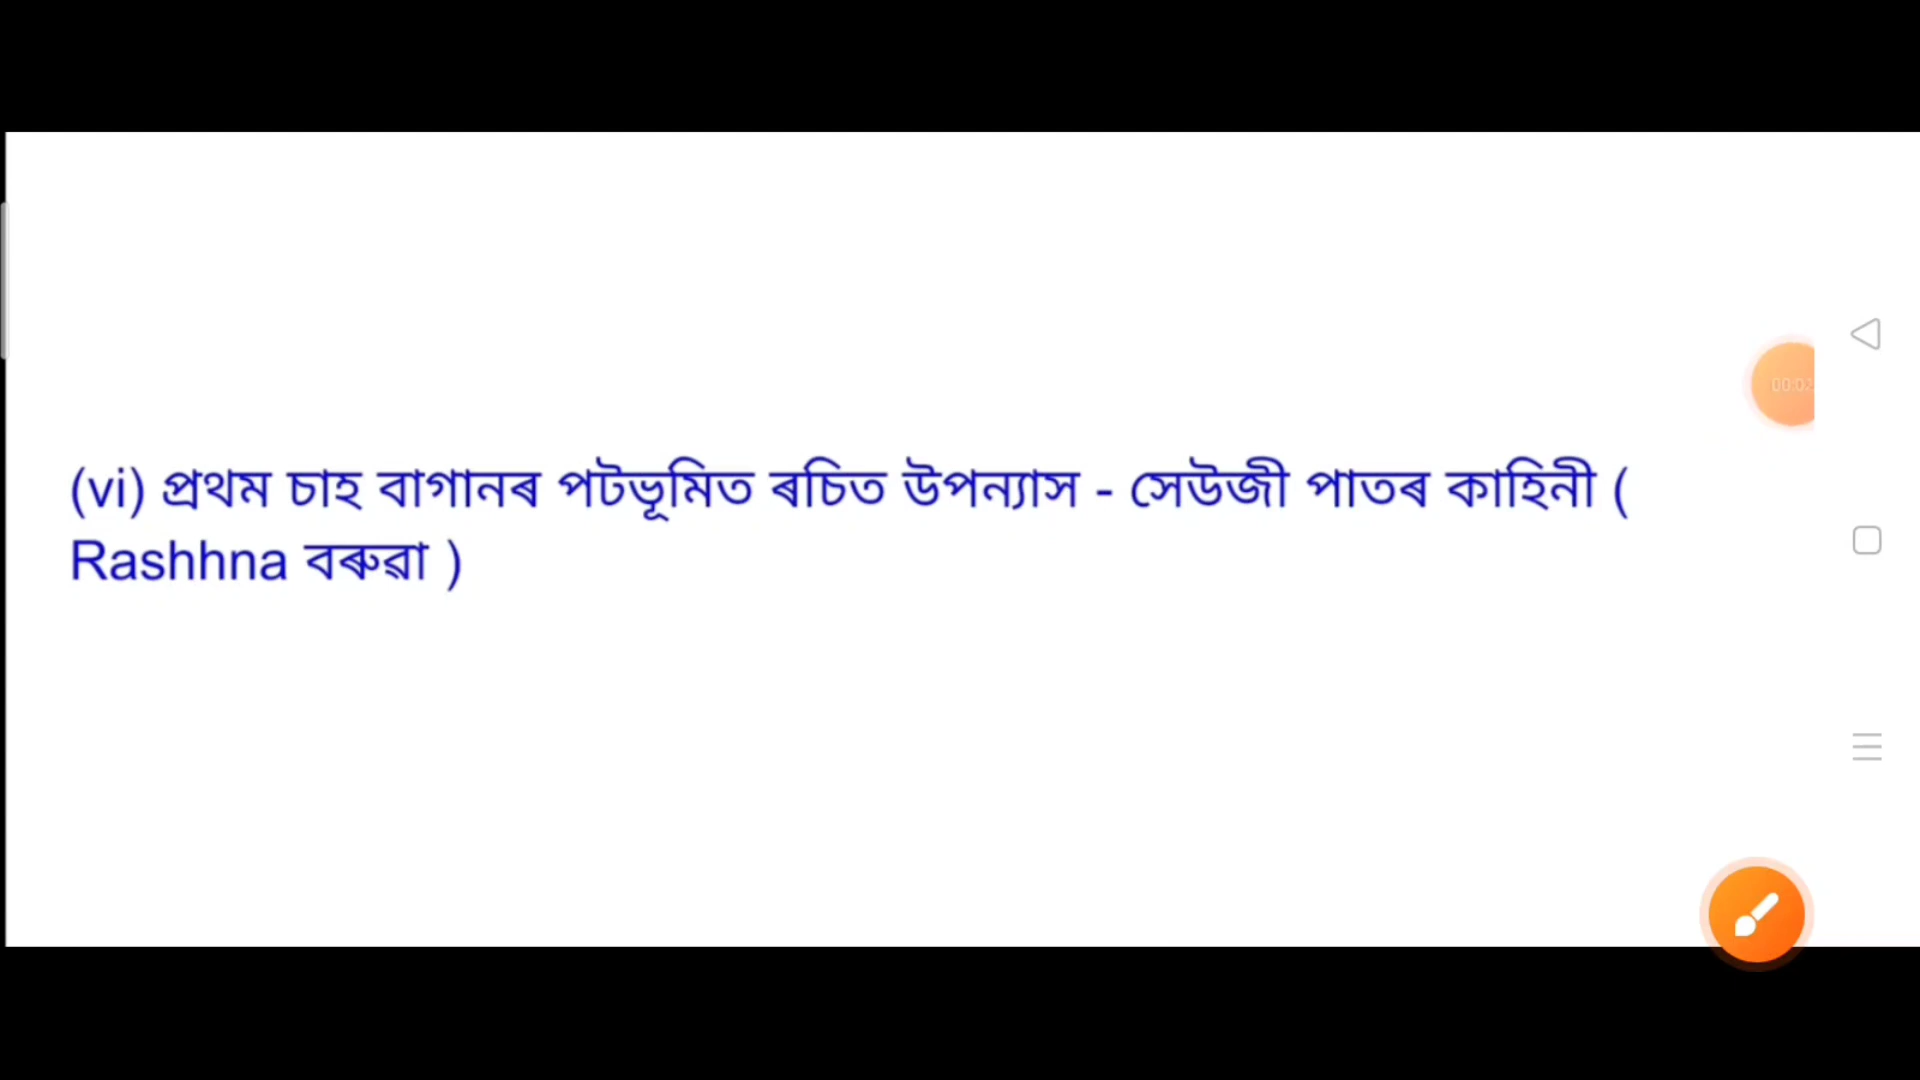 (vi) প্ৰথম চাহ বাগানৰ পটভূমিত ৰচিত উপন্যাস - সেউজী পাতৰ কাহিনী (
Rashhna বৰুৱা )